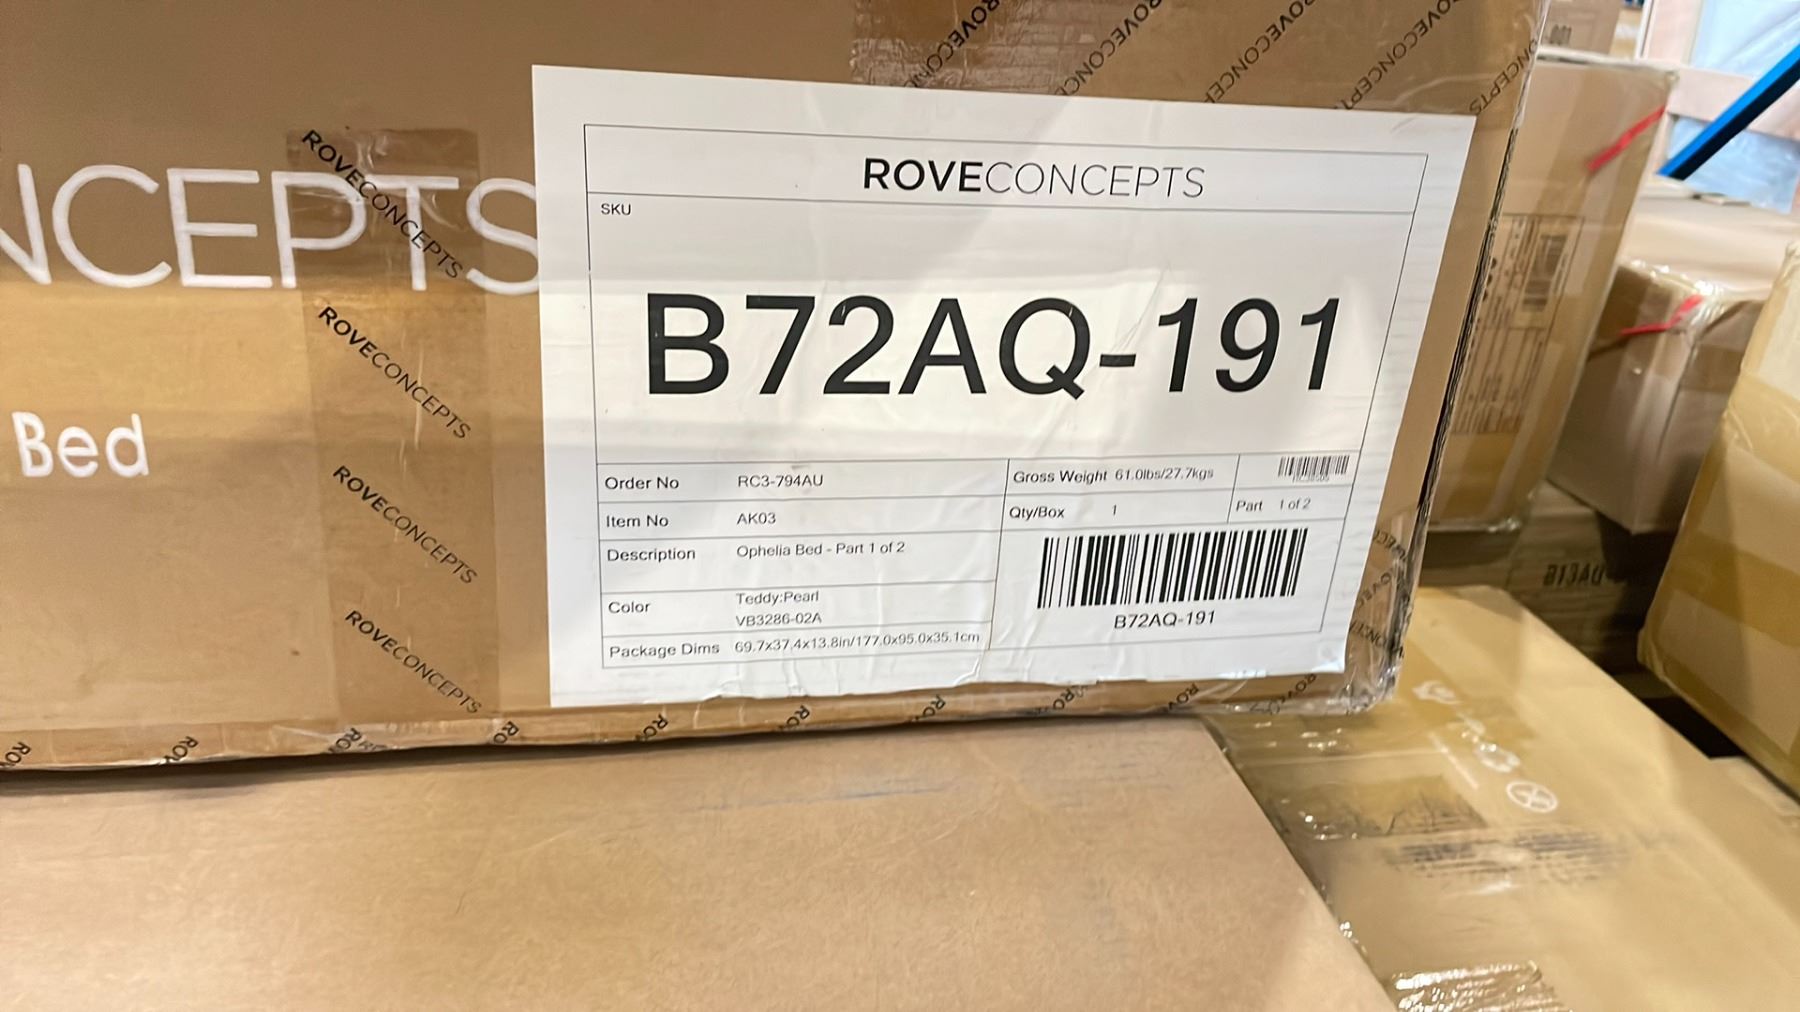 NCEPTS
Bed
ROVECONCEPTS
ROVECONCEPTS
ROVECONCEPTS
ROVECONCEPTS
ROVECONCEPTS
SKU
B72AQ-191
Order No RC3-794AU
Item No AK03
Description Ophelia Bed - Part 1 of 2
Color Teddy:Pearl
VB3286-02A
Package Dims 69.7x37.4x13.8in/177.0x95.0x35.1cm
Gross Weight 61.0lbs/27.7kgs
Qty/Box 1
Part 1 of 2
B72AQ-191